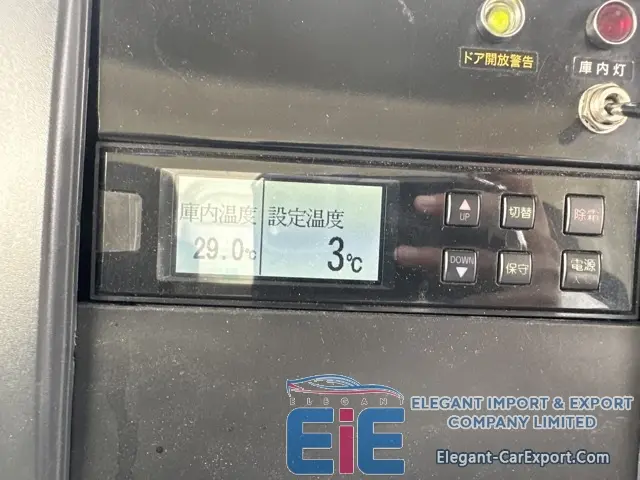 ドア開放警告
庫内灯
庫内温度
29.0℃
設定温度
3℃
UP
切替
除霜
DOWN
保守
電源
ELEGANT
EiE
ELEGANT IMPORT & EXPORT
COMPANY LIMITED
Elegant-CarExport.Com